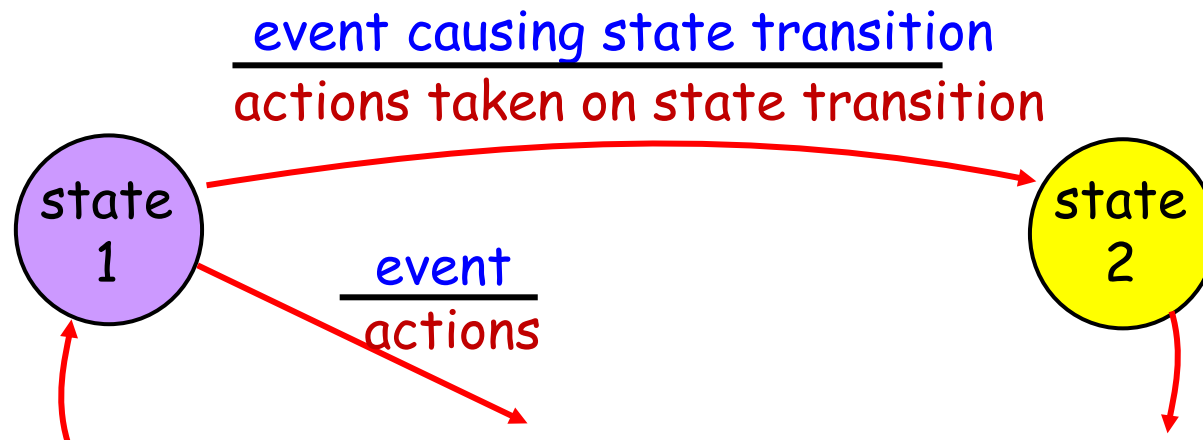 event causing state transition
actions taken on state transition
state
1
state
2
event
actions